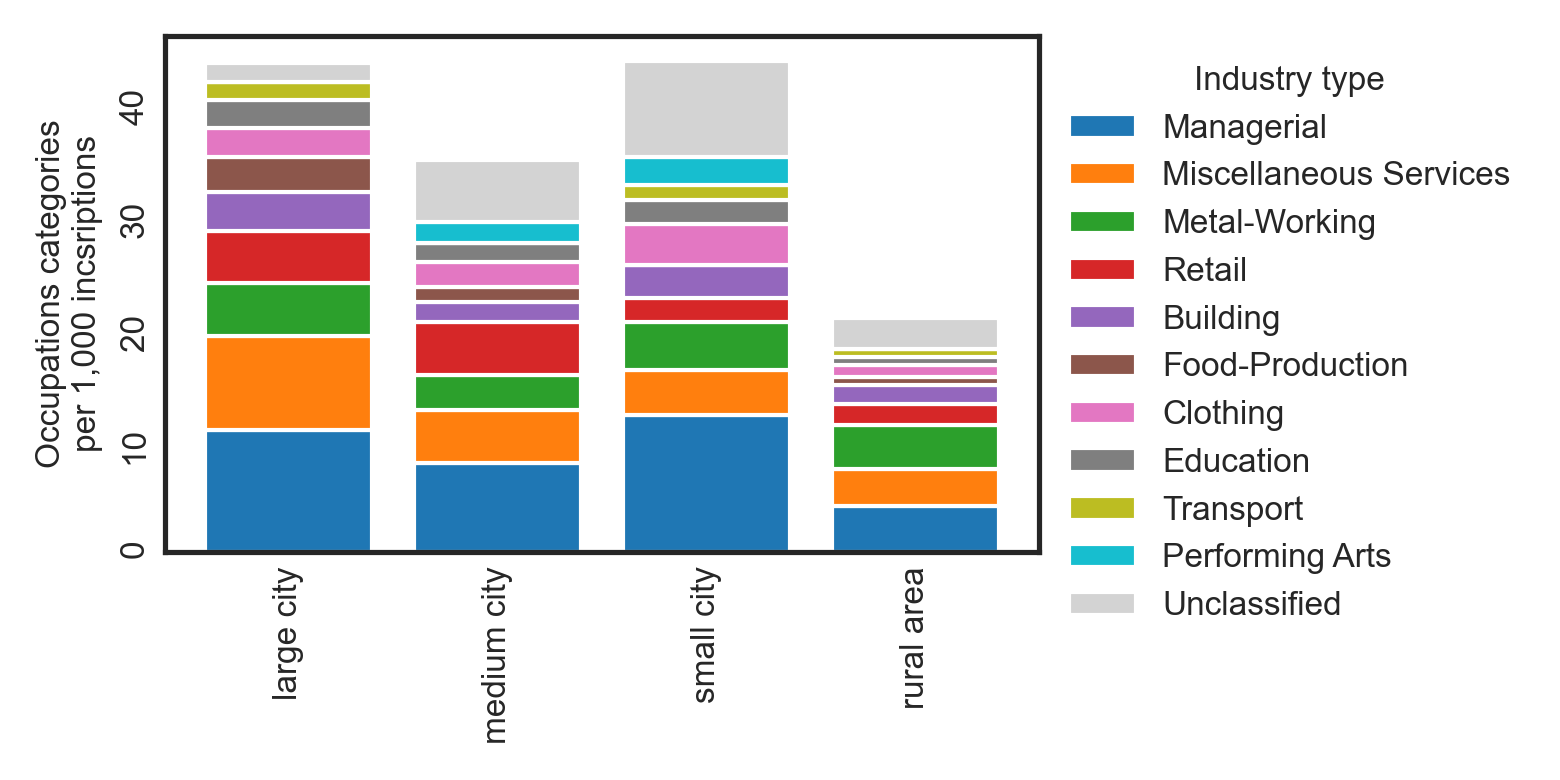 Occupations categories
per 1,000 incsriptions
40
30
20
10
0
large city
medium city
small city
rural area
Industry type
Managerial
Miscellaneous Services
Metal-Working
Retail
Building
Food-Production
Clothing
Education
Transport
Performing Arts
Unclassified